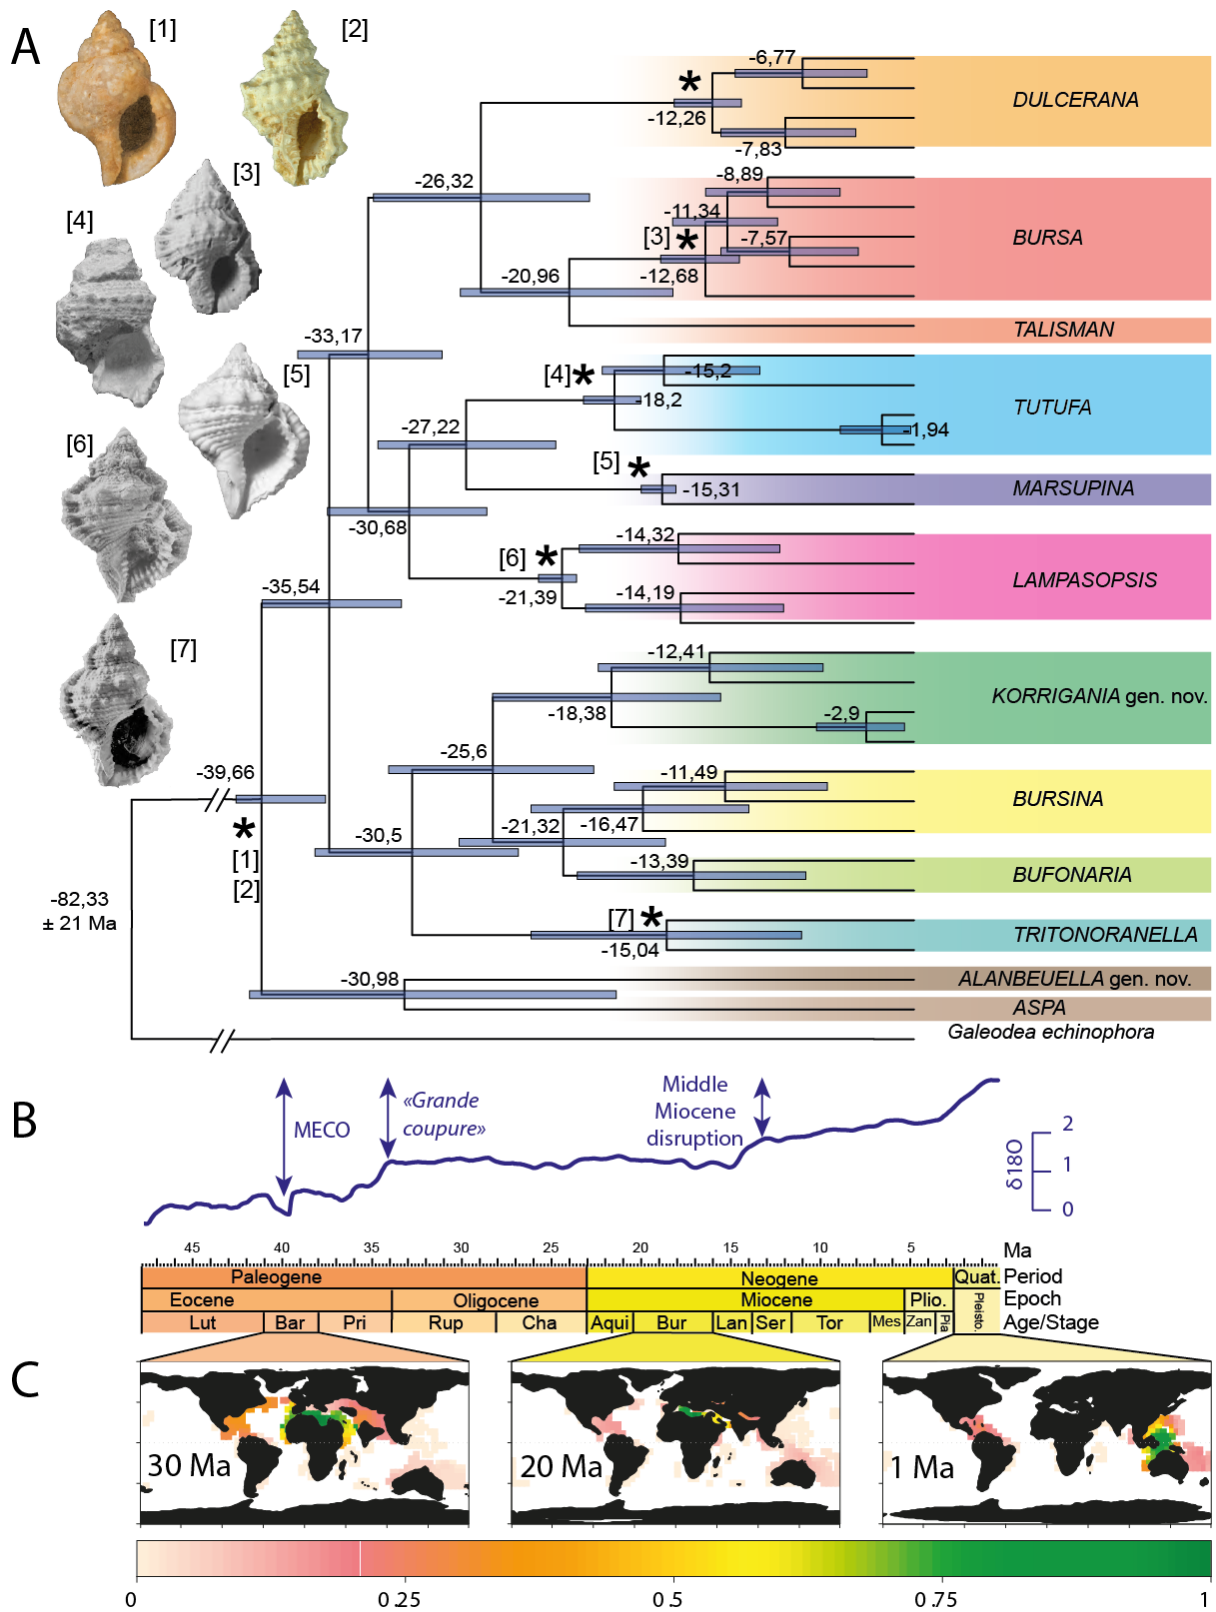 A
[1]
[2]
[3]
[4]
[5]
[6]
[7]
-6,77
*
-12,26
-7,83
DULCERANA
-26,32
-8,89
-11,34
[3] *
-7,57
-12,68
BURSA
-20,96
TALISMAN
-33,17
[4] *
-15,2
-18,2
-1,94
TUTUFA
-27,22
[5] *
-15,31
MARSUPINA
-30,68
[6] *
-14,32
-21,39
-14,19
LAMPASOPSIS
-35,54
-12,41
-18,38
-2,9
KORRIGANIA gen. nov.
-25,6
-39,66
*
[1]
[2]
-11,49
-21,32
-16,47
BURSINA
-30,5
-13,39
BUFONARIA
-82,33
± 21 Ma
[7] *
-15,04
TRITONORANELLA
-30,98
ALANBEUELLA gen. nov.
ASPA
Galeodea echinophora
B
MECO
«Grande
coupure»
Middle
Miocene
disruption
δ18O
2
1
0
45 40 35 30 25 20 15 10 5 Ma
Paleogene Neogene Quat. Period
Eocene Oligocene Miocene Plio. Pleisto. Epoch
Lut Bar Pri Rup Cha Aqui Bur Lan Ser Tor Mes Zan Pla Age/Stage
C
30 Ma
20 Ma
1 Ma
0 0.25 0.5 0.75 1